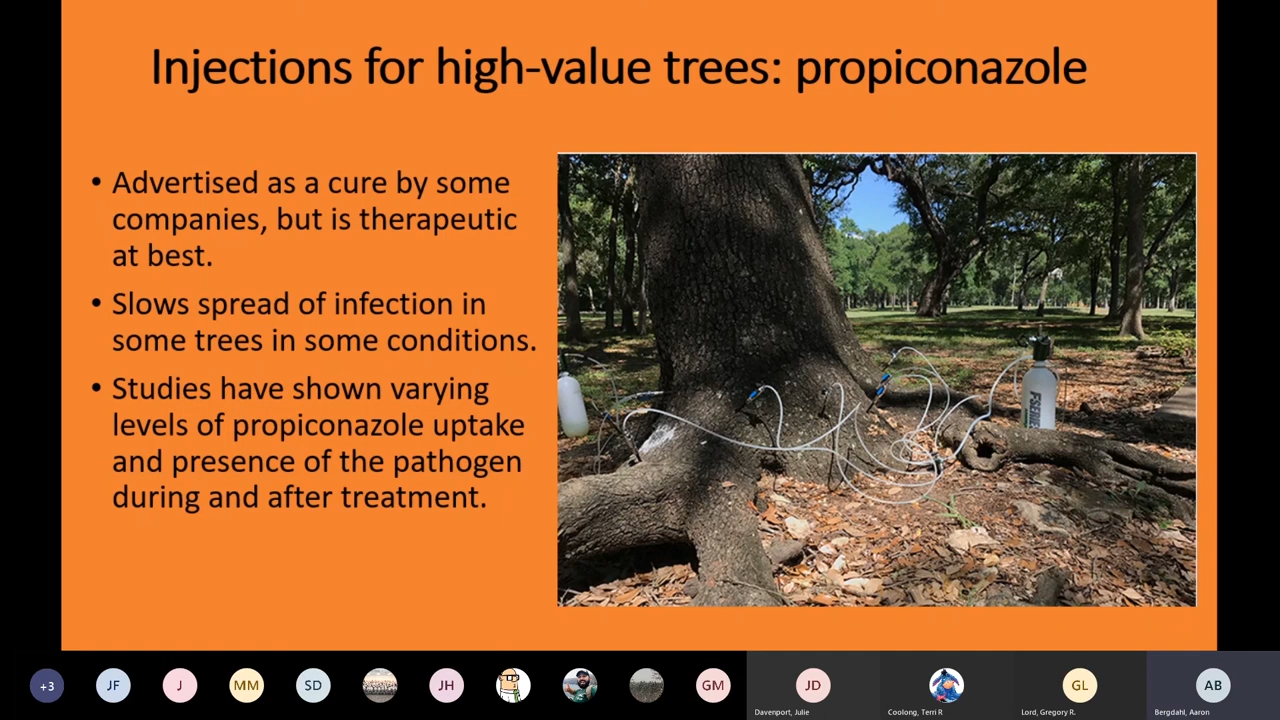 Injections for high-value trees: propiconazole
• Advertised as a cure by some
companies, but is therapeutic
at best.
• Slows spread of infection in
some trees in some conditions.
• Studies have shown varying
levels of propiconazole uptake
and presence of the pathogen
during and after treatment.
+3
JF
J
MM
SD
JH
GM
JD
GL
AB
Davenport, Julie
Coolong, Terri R
Lord, Gregory R.
Bergdahl, Aaron